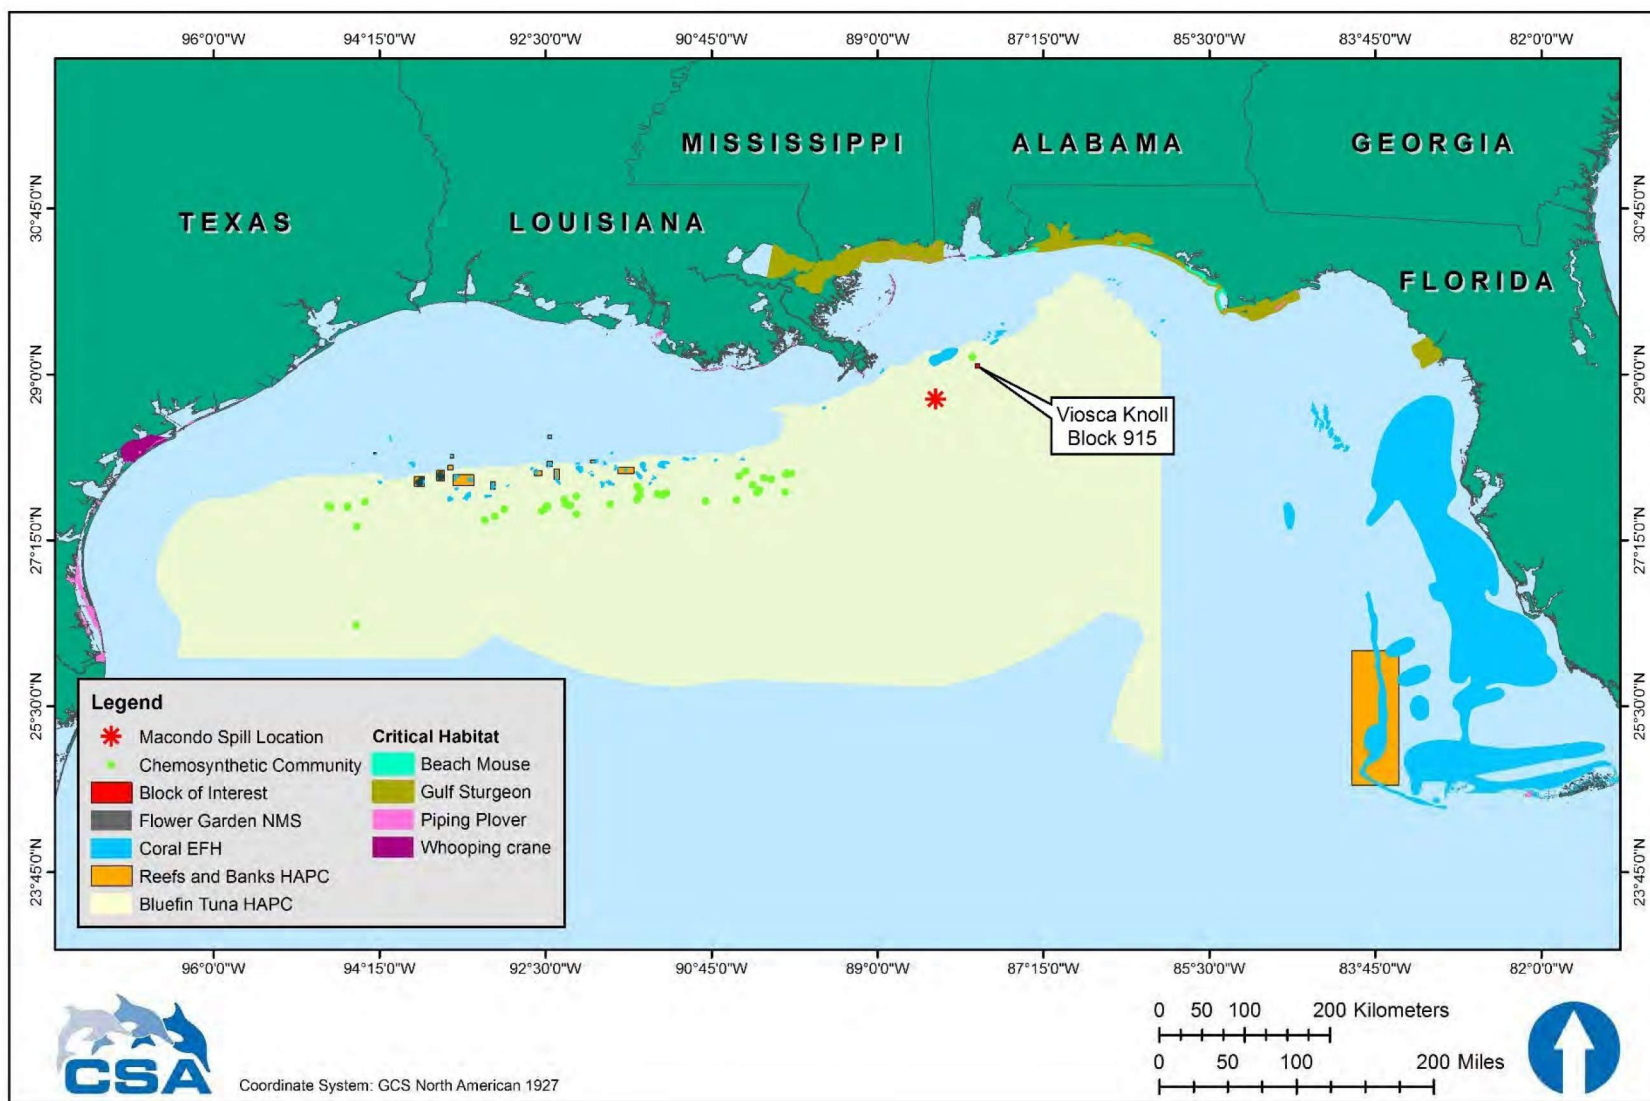 96°0'0"W 94°15'0"W 92°30'0"W 90°45'0"W 89°0'0"W 87°15'0"W 85°30'0"W 83°45'0"W 82°0'0"W
MISSISSIPPI ALABAMA GEORGIA
30°45'0"N 30°45'0"N
TEXAS LOUISIANA
FLORIDA
29°0'0"N 29°0'0"N
Viosca Knoll
Block 915
27°15'0"N 27°15'0"N
25°30'0"N 25°30'0"N
23°45'0"N 23°45'0"N
Legend
Macondo Spill Location
Chemosynthetic Community
Block of Interest
Flower Garden NMS
Coral EFH
Reefs and Banks HAPC
Bluefin Tuna HAPC
Critical Habitat
Beach Mouse
Gulf Sturgeon
Piping Plover
Whooping crane
96°0'0"W 94°15'0"W 92°30'0"W 90°45'0"W 89°0'0"W 87°15'0"W 85°30'0"W 83°45'0"W 82°0'0"W
CSA
Coordinate System: GCS North American 1927
0 50 100 200 Kilometers
0 50 100 200 Miles